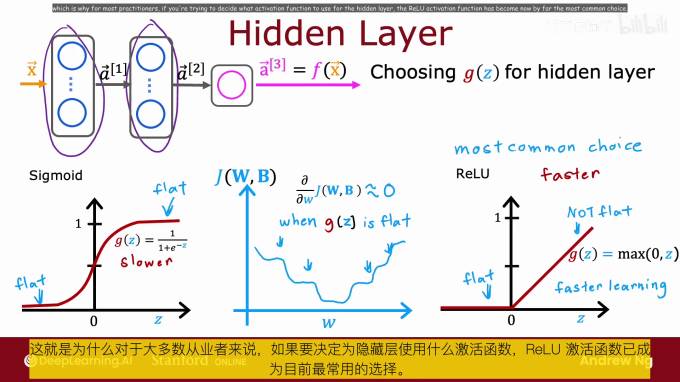 which is why for most practitioners, if you're trying to decide what activation function to use for the hidden layer, the ReLU activation function has become now by far the most common choice.
bilibili
Hidden Layer
x⃗
a⃗[1]
a⃗[2]
a⃗[3] = f(x⃗)
Choosing g(z) for hidden layer
most common choice
Sigmoid
J(W, B)
∂/∂w J(W, B) ≈ 0
ReLU
faster
flat
1
g(z) = 1/(1+e^-z)
slower
flat
0
z
when g(z) is flat
w
1
NOT flat
g(z) = max(0, z)
flat
faster learning
0
z
DeepLearning.AI
Stanford ONLINE
Andrew Ng
这就是为什么对于大多数从业者来说，如果要决定为隐藏层使用什么激活函数，ReLU 激活函数已成
为目前最常用的选择。